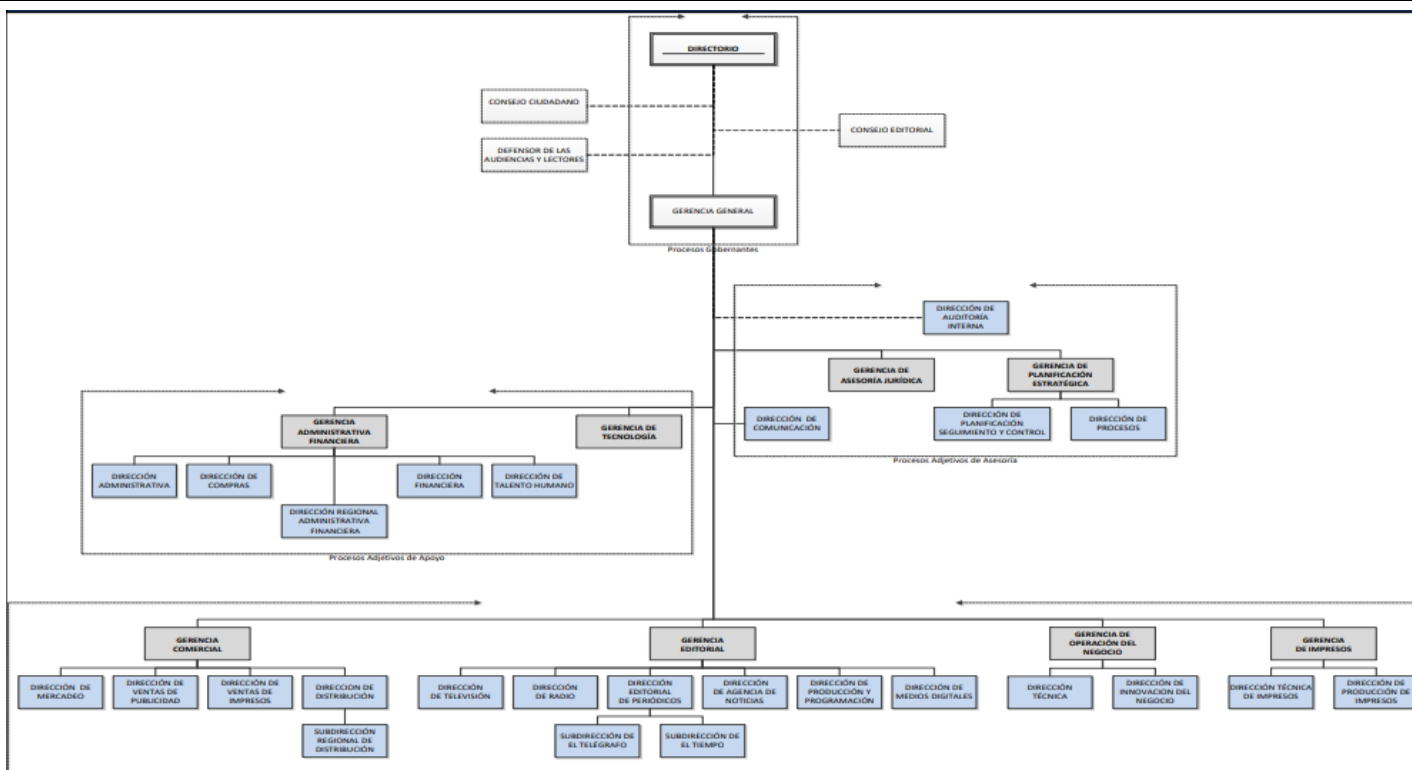 DIRECTORIO
CONSEJO CIUDADANO
CONSEJO EDITORIAL
DEFENSOR DE LAS
AUDIENCIAS Y LECTORES
GERENCIA GENERAL
Procesos Gobernantes
DIRECCIÓN DE
AUDITORÍA
INTERNA
GERENCIA DE
ASESORÍA JURÍDICA
GERENCIA DE
PLANIFICACIÓN
ESTRATÉGICA
DIRECCIÓN DE
COMUNICACIÓN
DIRECCIÓN DE
PLANIFICACIÓN
SEGUIMIENTO Y CONTROL
DIRECCIÓN DE
PROCESOS
Procesos Adjetivos de Asesoría
GERENCIA
ADMINISTRATIVA
FINANCIERA
GERENCIA DE
TECNOLOGÍA
DIRECCIÓN
ADMINISTRATIVA
DIRECCIÓN DE
COMPRAS
DIRECCIÓN REGIONAL
ADMINISTRATIVA
FINANCIERA
DIRECCIÓN
FINANCIERA
DIRECCIÓN DE
TALENTO HUMANO
Procesos Adjetivos de Apoyo
GERENCIA
COMERCIAL
GERENCIA
EDITORIAL
GERENCIA DE
OPERACIÓN DEL
NEGOCIO
GERENCIA
DE IMPRESOS
DIRECCIÓN DE
MERCADEO
DIRECCIÓN DE
VENTAS DE
PUBLICIDAD
DIRECCIÓN DE
VENTAS DE
IMPRESOS
DIRECCION DE
DISTRIBUCIÓN
SUBDIRECCIÓN
REGIONAL DE
DISTRIBUCIÓN
DIRECCIÓN
DE TELEVISIÓN
DIRECCIÓN
DE RADIO
DIRECCIÓN
EDITORIAL
DE PERIÓDICOS
DIRECCIÓN
DE AGENCIA DE
NOTICIAS
DIRECCIÓN DE
PRODUCCIÓN Y
PROGRAMACIÓN
DIRECCIÓN DE
MEDIOS DIGITALES
SUBDIRECCIÓN DE
EL TELÉGRAFO
SUBDIRECCIÓN DE
EL TIEMPO
DIRECCIÓN
TÉCNICA
DIRECCIÓN DE
INNOVACION DEL
NEGOCIO
DIRECCIÓN TÉCNICA
DE IMPRESOS
DIRECCIÓN DE
PRODUCCIÓN DE
IMPRESOS